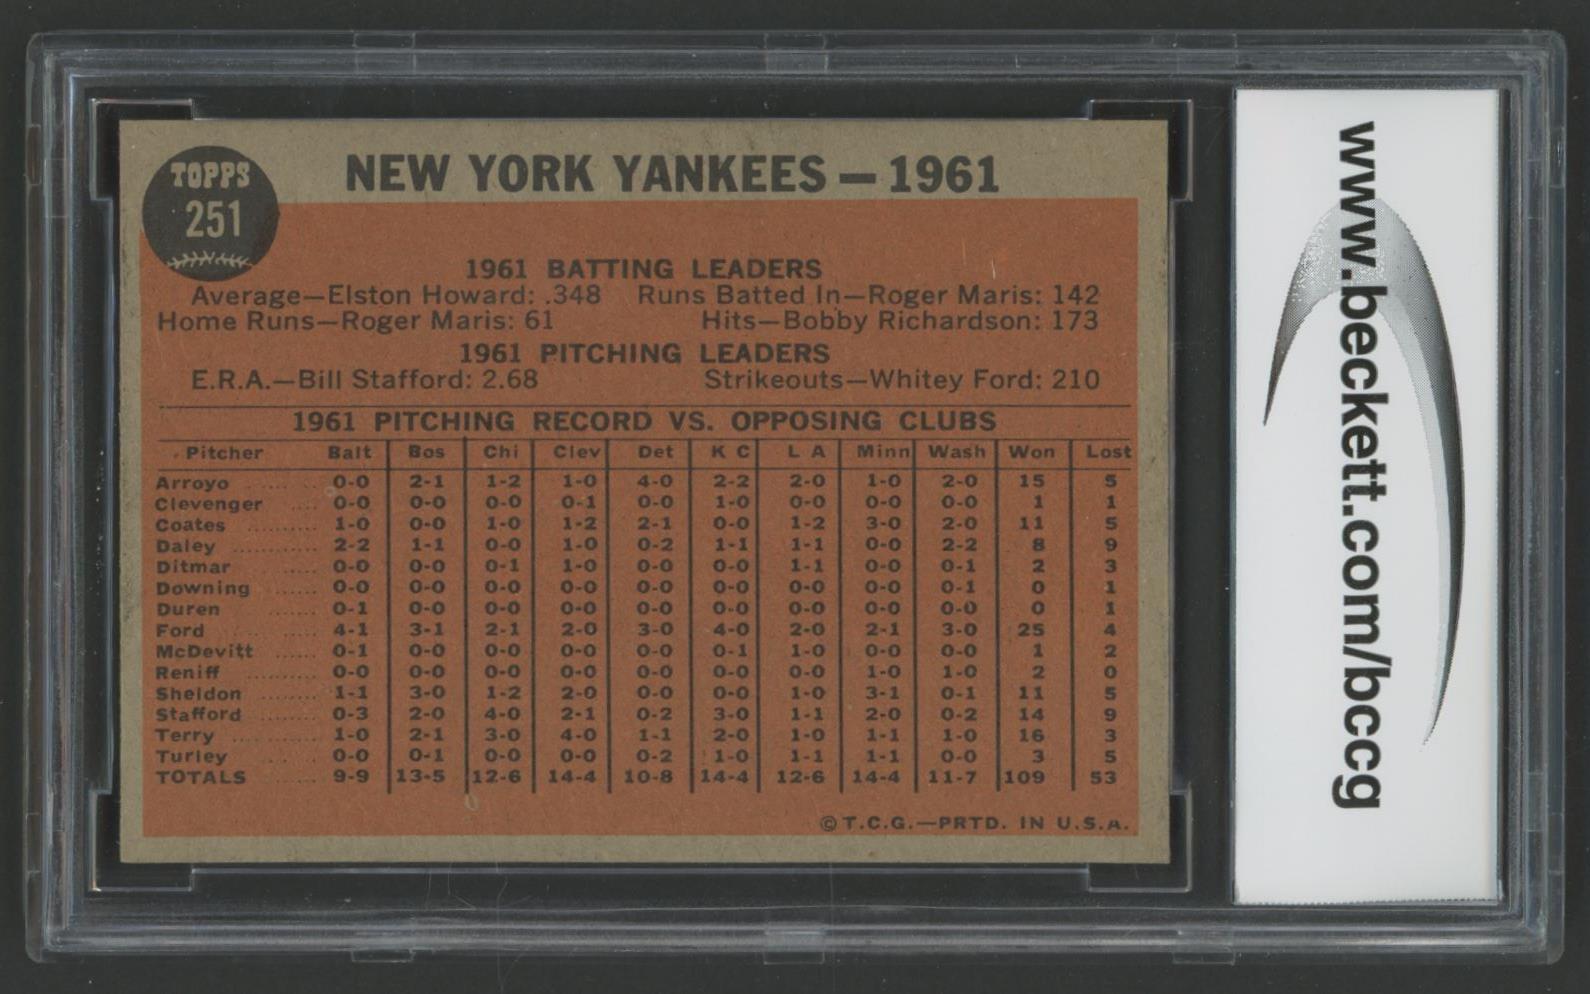 TOPPS
251
NEW YORK YANKEES — 1961
1961 BATTING LEADERS
Average—Elston Howard: .348 Runs Batted In—Roger Maris: 142
Home Runs—Roger Maris: 61 Hits—Bobby Richardson: 173
1961 PITCHING LEADERS
E.R.A.—Bill Stafford: 2.68 Strikeouts—Whitey Ford: 210
1961 PITCHING RECORD VS. OPPOSING CLUBS
Pitcher Balt Bos Chi Clev Det K C L A Minn Wash Won Lost
Arroyo ..... 0-0 2-1 1-2 1-0 4-0 2-2 2-0 1-0 2-0 15 5
Clevenger .... 0-0 0-0 0-0 0-1 0-0 1-0 0-0 0-0 0-0 1 1
Coates .......... 1-0 0-0 1-0 1-2 2-1 0-0 1-2 3-0 2-0 11 5
Daley ............ 2-2 1-1 0-0 1-0 0-2 1-1 1-1 0-0 2-2 8 9
Ditmar ..... 0-0 0-0 0-1 1-0 0-0 0-0 1-1 0-0 0-1 2 3
Downing ...... 0-0 0-0 0-0 0-0 0-0 0-0 0-0 0-0 0-1 0 1
Duren ..... 0-1 0-0 0-0 0-0 0-0 0-0 0-0 0-0 0-0 0 1
Ford ..... 4-1 3-1 2-1 2-0 3-0 4-0 2-0 2-1 3-0 25 4
McDevitt ...... 0-1 0-0 0-0 0-0 0-0 0-1 1-0 0-0 0-0 1 2
Reniff ..... 0-0 0-0 0-0 0-0 0-0 0-0 0-0 1-0 1-0 2 0
Sheldon ........ 1-1 3-0 1-2 2-0 0-0 0-0 1-0 3-1 0-1 11 5
Stafford ........ 0-3 2-0 4-0 2-1 0-2 3-0 1-1 2-0 0-2 14 9
Terry ............ 1-0 2-1 3-0 4-0 1-1 2-0 1-0 1-1 1-0 16 3
Turley ..... 0-0 0-1 0-0 0-0 0-2 1-0 1-1 1-1 0-0 3 5
TOTALS ..... 9-9 13-5 12-6 14-4 10-8 14-4 12-6 14-4 11-7 109 53
© T.C.G.—PRTD. IN U.S.A.
www.beckett.com/bccg